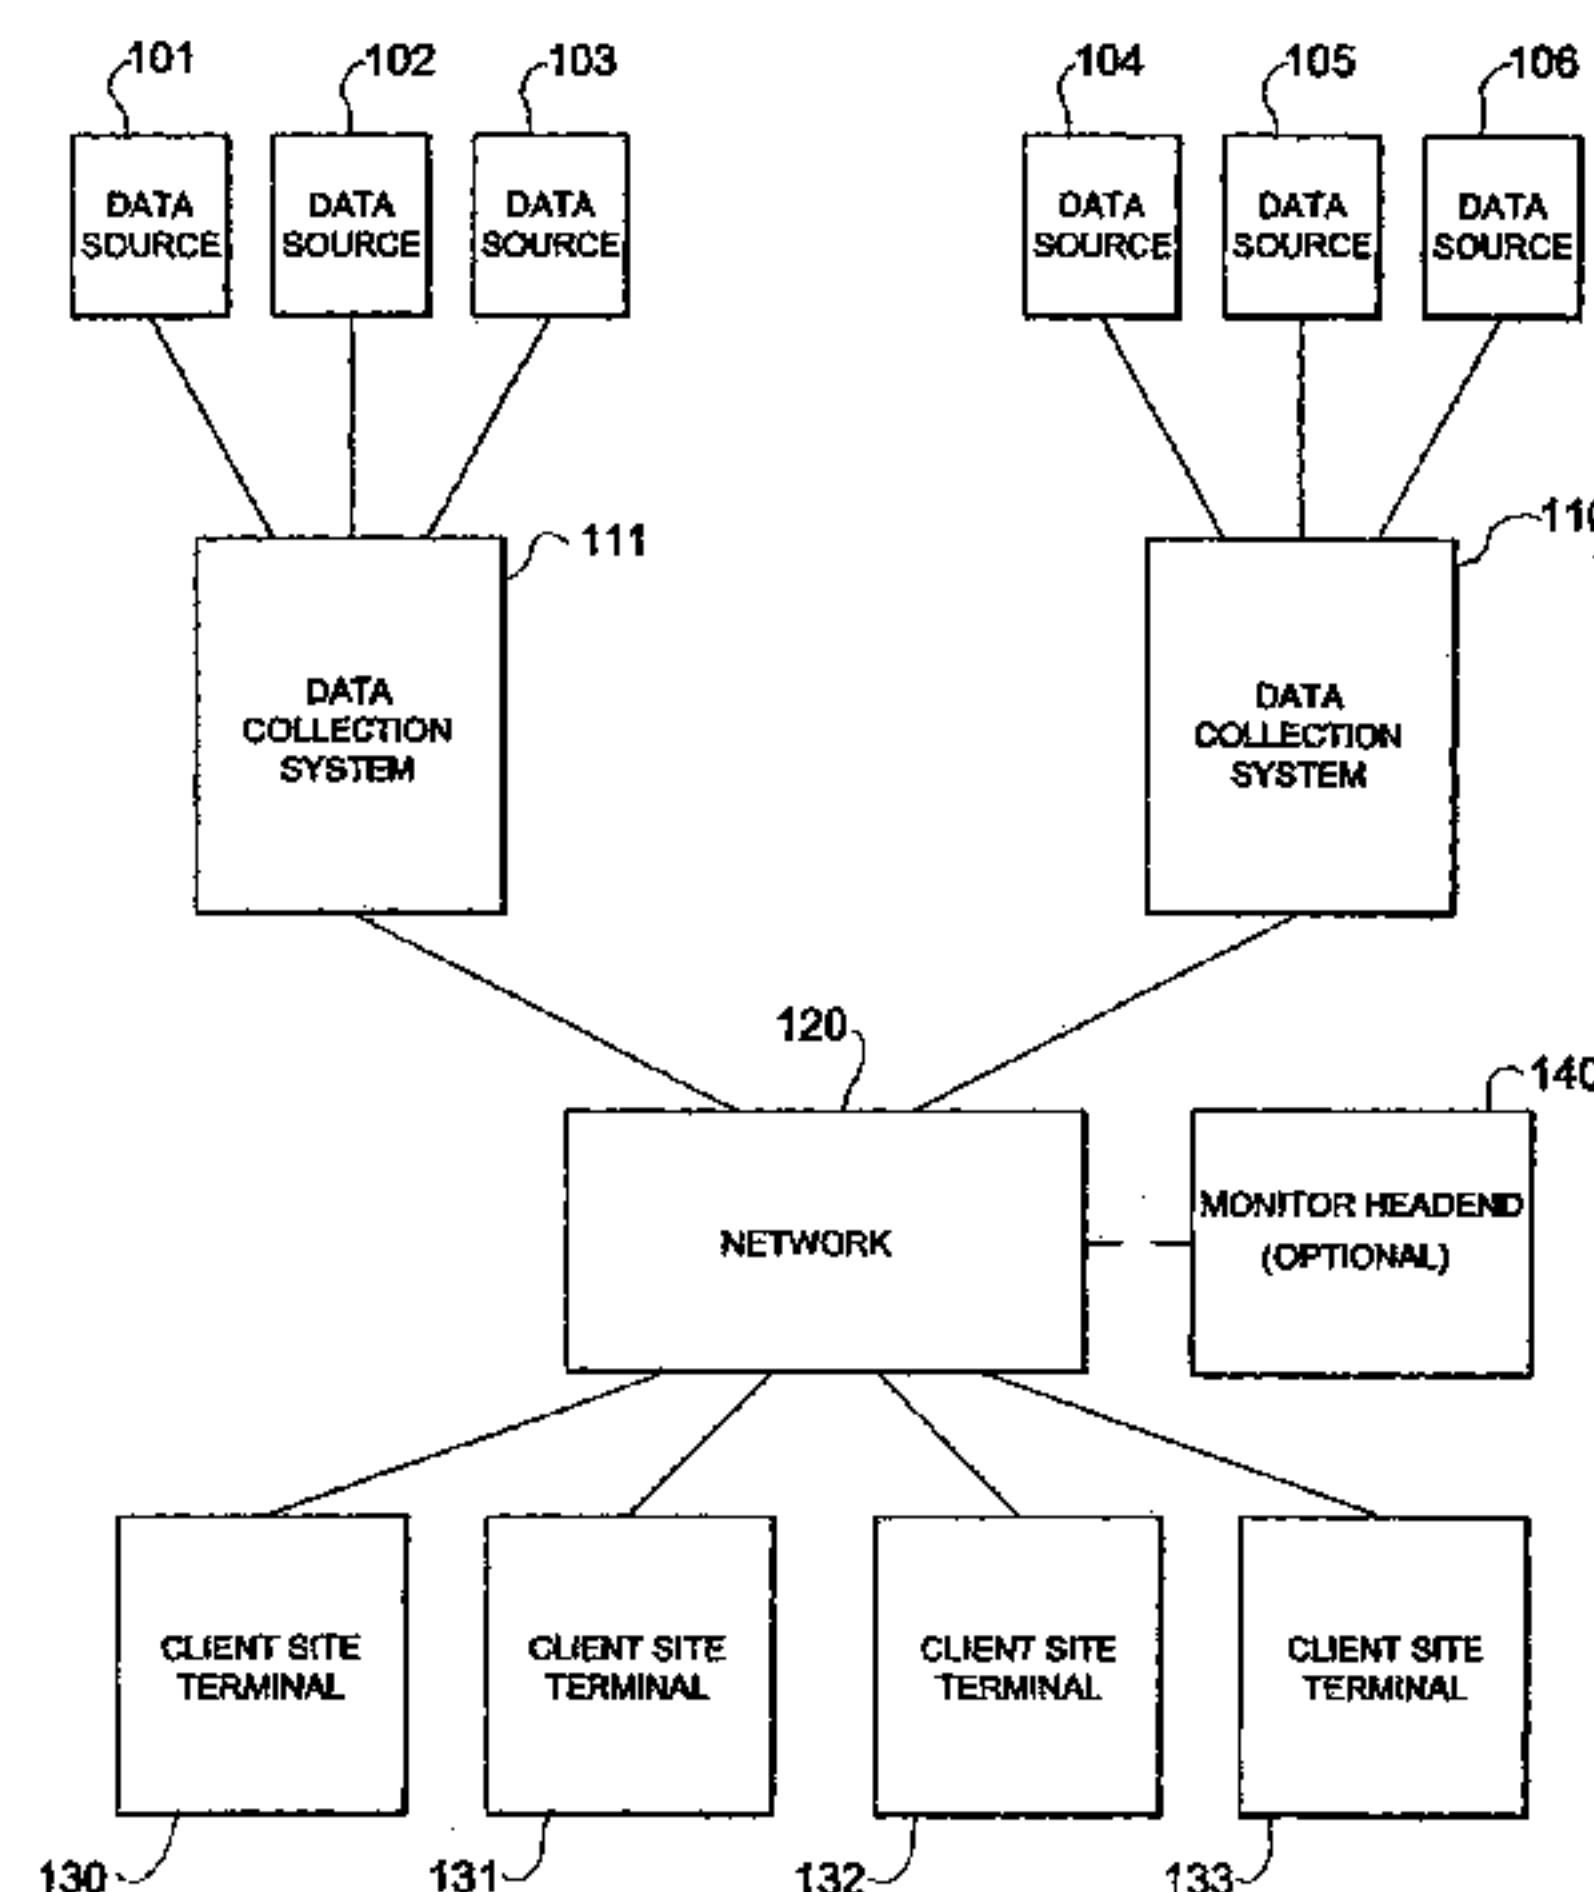 101
102
103
104
105
106
DATA
SOURCE
DATA
SOURCE
DATA
SOURCE
DATA
SOURCE
DATA
SOURCE
DATA
SOURCE
111
110
DATA
COLLECTION
SYSTEM
DATA
COLLECTION
SYSTEM
120
140
NETWORK
MONITOR HEADEND
(OPTIONAL)
CLIENT SITE
TERMINAL
CLIENT SITE
TERMINAL
CLIENT SITE
TERMINAL
CLIENT SITE
TERMINAL
130
131
132
133